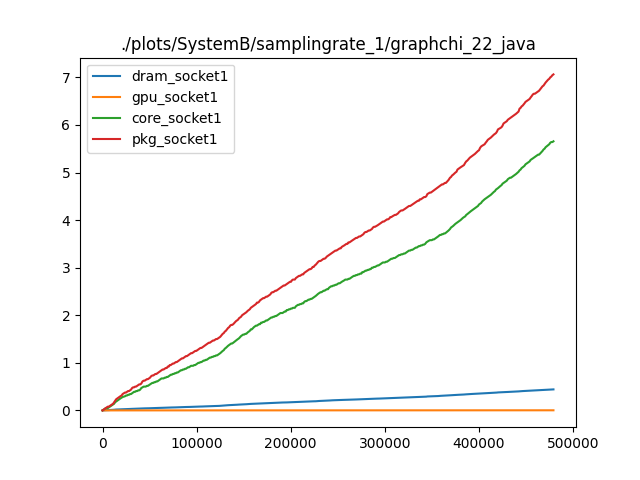 ./plots/SystemB/samplingrate_1/graphchi_22_java
dram_socket1
gpu_socket1
core_socket1
pkg_socket1
7
6
5
4
3
2
1
0
0 100000 200000 300000 400000 500000